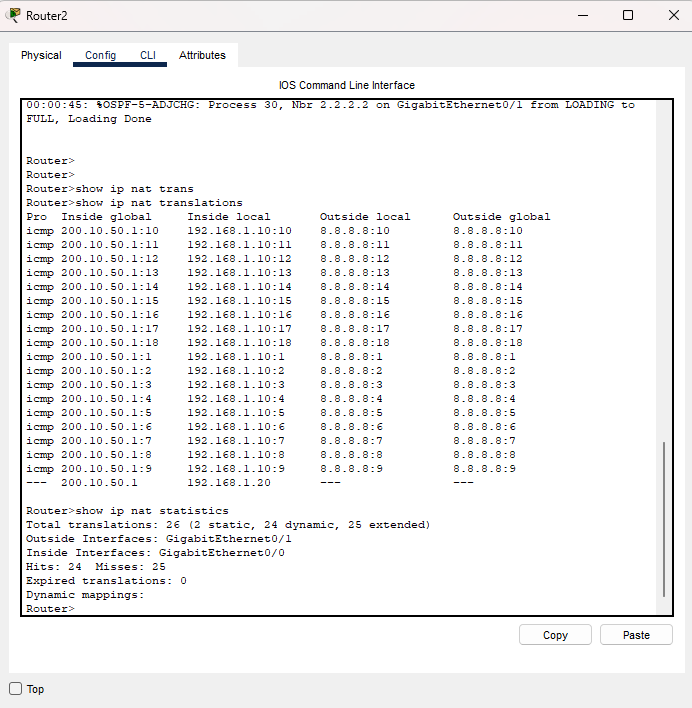 Router2
Physical Config CLI Attributes
IOS Command Line Interface
00:00:45: %OSPF-5-ADJCHG: Process 30, Nbr 2.2.2.2 on GigabitEthernet0/1 from LOADING to
FULL, Loading Done
Router>
Router>
Router>show ip nat trans
Router>show ip nat translations
Pro Inside global Inside local Outside local Outside global
icmp 200.10.50.1:10 192.168.1.10:10 8.8.8.8:10 8.8.8.8:10
icmp 200.10.50.1:11 192.168.1.10:11 8.8.8.8:11 8.8.8.8:11
icmp 200.10.50.1:12 192.168.1.10:12 8.8.8.8:12 8.8.8.8:12
icmp 200.10.50.1:13 192.168.1.10:13 8.8.8.8:13 8.8.8.8:13
icmp 200.10.50.1:14 192.168.1.10:14 8.8.8.8:14 8.8.8.8:14
icmp 200.10.50.1:15 192.168.1.10:15 8.8.8.8:15 8.8.8.8:15
icmp 200.10.50.1:16 192.168.1.10:16 8.8.8.8:16 8.8.8.8:16
icmp 200.10.50.1:17 192.168.1.10:17 8.8.8.8:17 8.8.8.8:17
icmp 200.10.50.1:18 192.168.1.10:18 8.8.8.8:18 8.8.8.8:18
icmp 200.10.50.1:1 192.168.1.10:1 8.8.8.8:1 8.8.8.8:1
icmp 200.10.50.1:2 192.168.1.10:2 8.8.8.8:2 8.8.8.8:2
icmp 200.10.50.1:3 192.168.1.10:3 8.8.8.8:3 8.8.8.8:3
icmp 200.10.50.1:4 192.168.1.10:4 8.8.8.8:4 8.8.8.8:4
icmp 200.10.50.1:5 192.168.1.10:5 8.8.8.8:5 8.8.8.8:5
icmp 200.10.50.1:6 192.168.1.10:6 8.8.8.8:6 8.8.8.8:6
icmp 200.10.50.1:7 192.168.1.10:7 8.8.8.8:7 8.8.8.8:7
icmp 200.10.50.1:8 192.168.1.10:8 8.8.8.8:8 8.8.8.8:8
icmp 200.10.50.1:9 192.168.1.10:9 8.8.8.8:9 8.8.8.8:9
--- 200.10.50.1 192.168.1.20 --- ---
Router>show ip nat statistics
Total translations: 26 (2 static, 24 dynamic, 25 extended)
Outside Interfaces: GigabitEthernet0/1
Inside Interfaces: GigabitEthernet0/0
Hits: 24 Misses: 25
Expired translations: 0
Dynamic mappings:
Router>
Copy Paste
Top